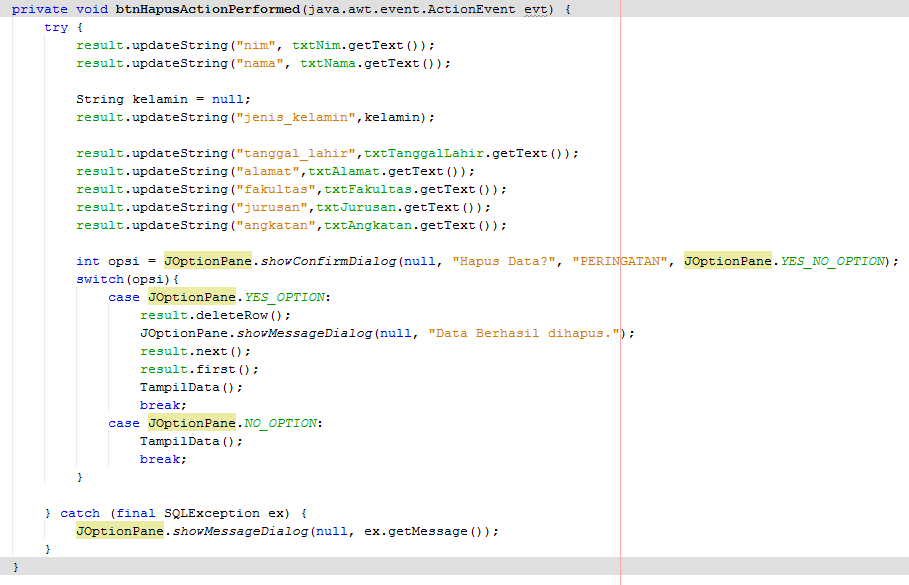 private void btnHapusActionPerformed(java.awt.event.ActionEvent evt) {
    try {
        result.updateString("nim", txtNim.getText());
        result.updateString("nama", txtNama.getText());

        String kelamin = null;
        result.updateString("jenis_kelamin",kelamin);

        result.updateString("tanggal_lahir",txtTanggalLahir.getText());
        result.updateString("alamat",txtAlamat.getText());
        result.updateString("fakultas",txtFakultas.getText());
        result.updateString("jurusan",txtJurusan.getText());
        result.updateString("angkatan",txtAngkatan.getText());

        int opsi = JOptionPane.showConfirmDialog(null, "Hapus Data?", "PERINGATAN", JOptionPane.YES_NO_OPTION);
        switch(opsi){
            case JOptionPane.YES_OPTION:
                result.deleteRow();
                JOptionPane.showMessageDialog(null, "Data Berhasil dihapus.");
                result.next();
                result.first();
                TampilData();
                break;
            case JOptionPane.NO_OPTION:
                TampilData();
                break;
        }

    } catch (final SQLException ex) {
        JOptionPane.showMessageDialog(null, ex.getMessage());
    }
}